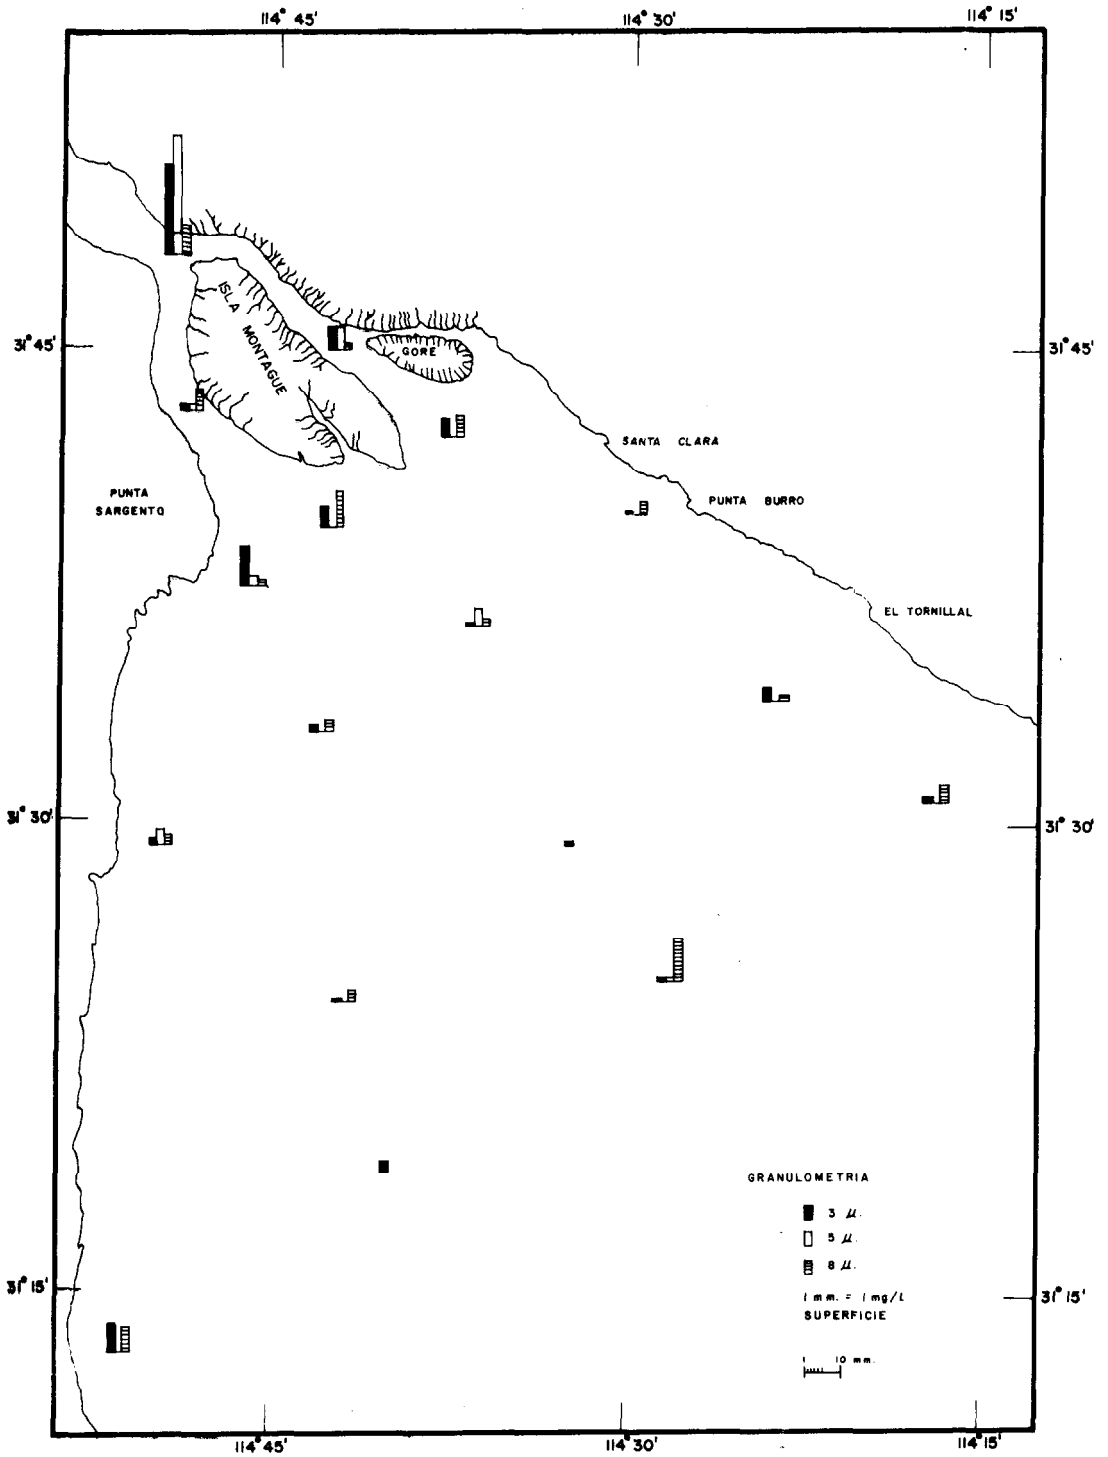 114° 45'
114° 30'
114° 15'
31° 45'
31° 45'
ISLA MONTAGUE
GORE
SANTA CLARA
PUNTA
SARGENTO
PUNTA BURRO
EL TORNILLAL
31° 30'
31° 30'
GRANULOMETRIA
3 μ.
5 μ.
8 μ.
1 mm. = 1 mg/L
SUPERFICIE
1 10 mm.
31° 15'
31° 15'
114° 45'
114° 30'
114° 15'